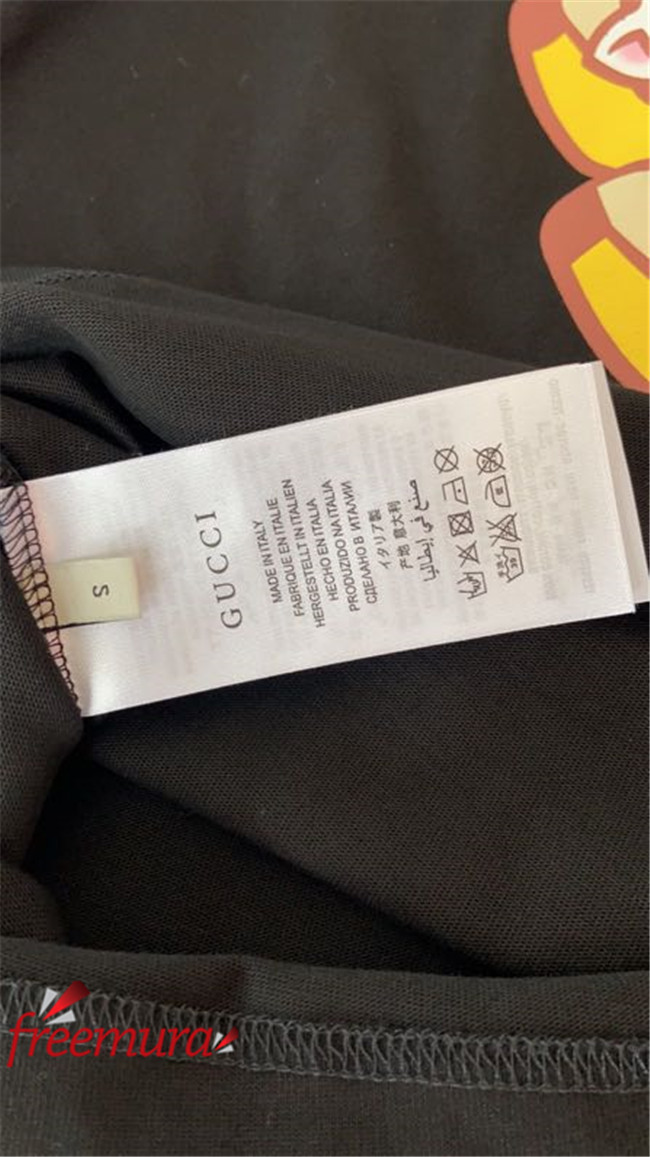 S
GUCCI
MADE IN ITALY
FABRIQUE EN ITALIE
HERGESTELLT IN ITALIEN
HECHO EN ITALIA
PRODUZIDO NA ITALIA
СДЕЛАНО В ИТАЛИИ
イタリア製
产地 意大利
صنع في إيطاليا
freemura